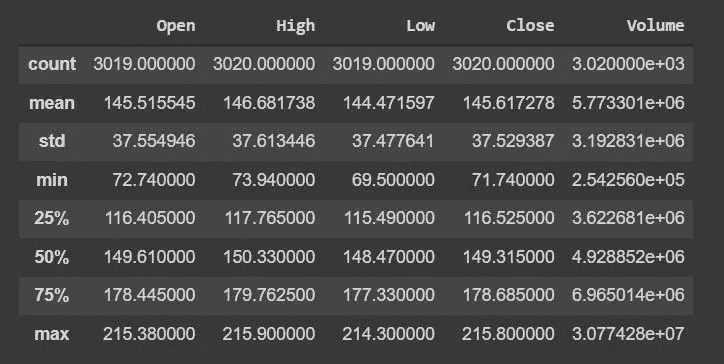 Open High Low Close Volume
count 3019.000000 3020.000000 3019.000000 3020.000000 3.020000e+03
mean 145.515545 146.681738 144.471597 145.617278 5.773301e+06
std 37.554946 37.613446 37.477641 37.529387 3.192831e+06
min 72.740000 73.940000 69.500000 71.740000 2.542560e+05
25% 116.405000 117.765000 115.490000 116.525000 3.622681e+06
50% 149.610000 150.330000 148.470000 149.315000 4.928852e+06
75% 178.445000 179.762500 177.330000 178.685000 6.965014e+06
max 215.380000 215.900000 214.300000 215.800000 3.077428e+07